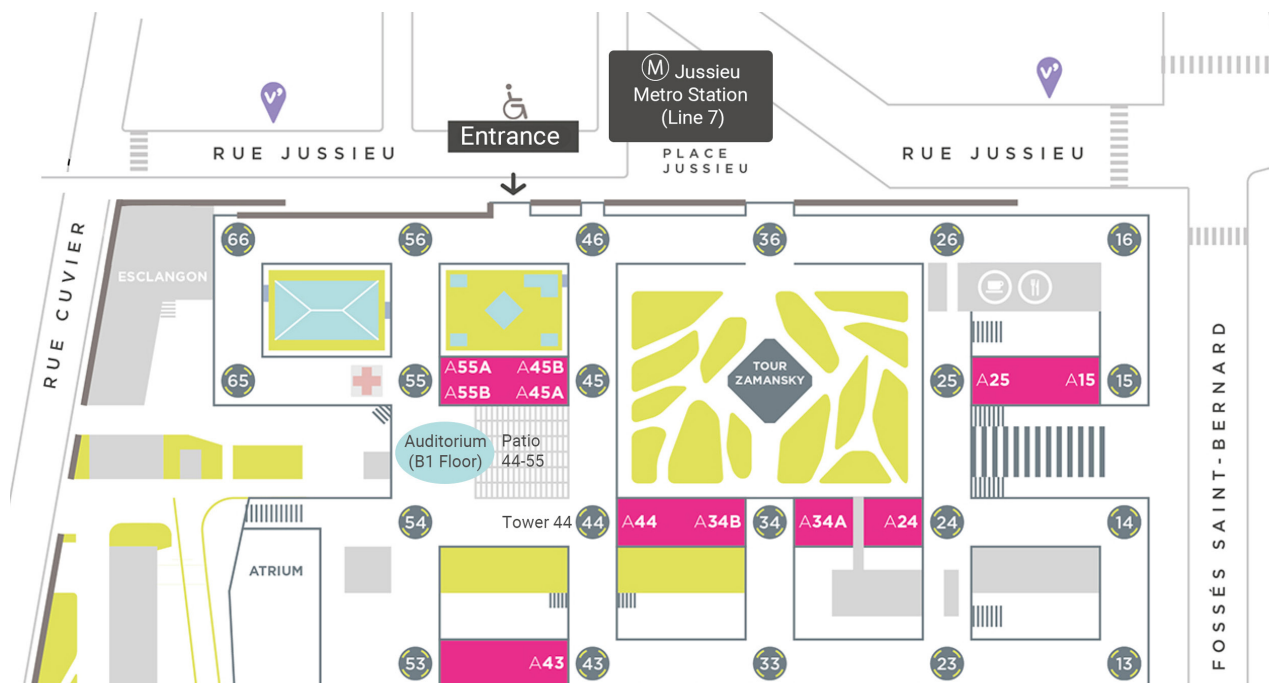 V'
V'
M Jussieu
Metro Station
(Line 7)
Entrance
RUE JUSSIEU
PLACE
JUSSIEU
RUE JUSSIEU
66
56
46
36
26
16
ESCLANGON
RUE CUVIER
65
55
A55A
A45B
A55B
A45A
45
TOUR
ZAMANSKY
25
A25
A15
15
FOSSÉS SAINT-BERNARD
Auditorium
(B1 Floor)
Patio
44-55
54
Tower 44
44
A44
A34B
34
A34A
A24
24
14
ATRIUM
53
A43
43
33
23
13